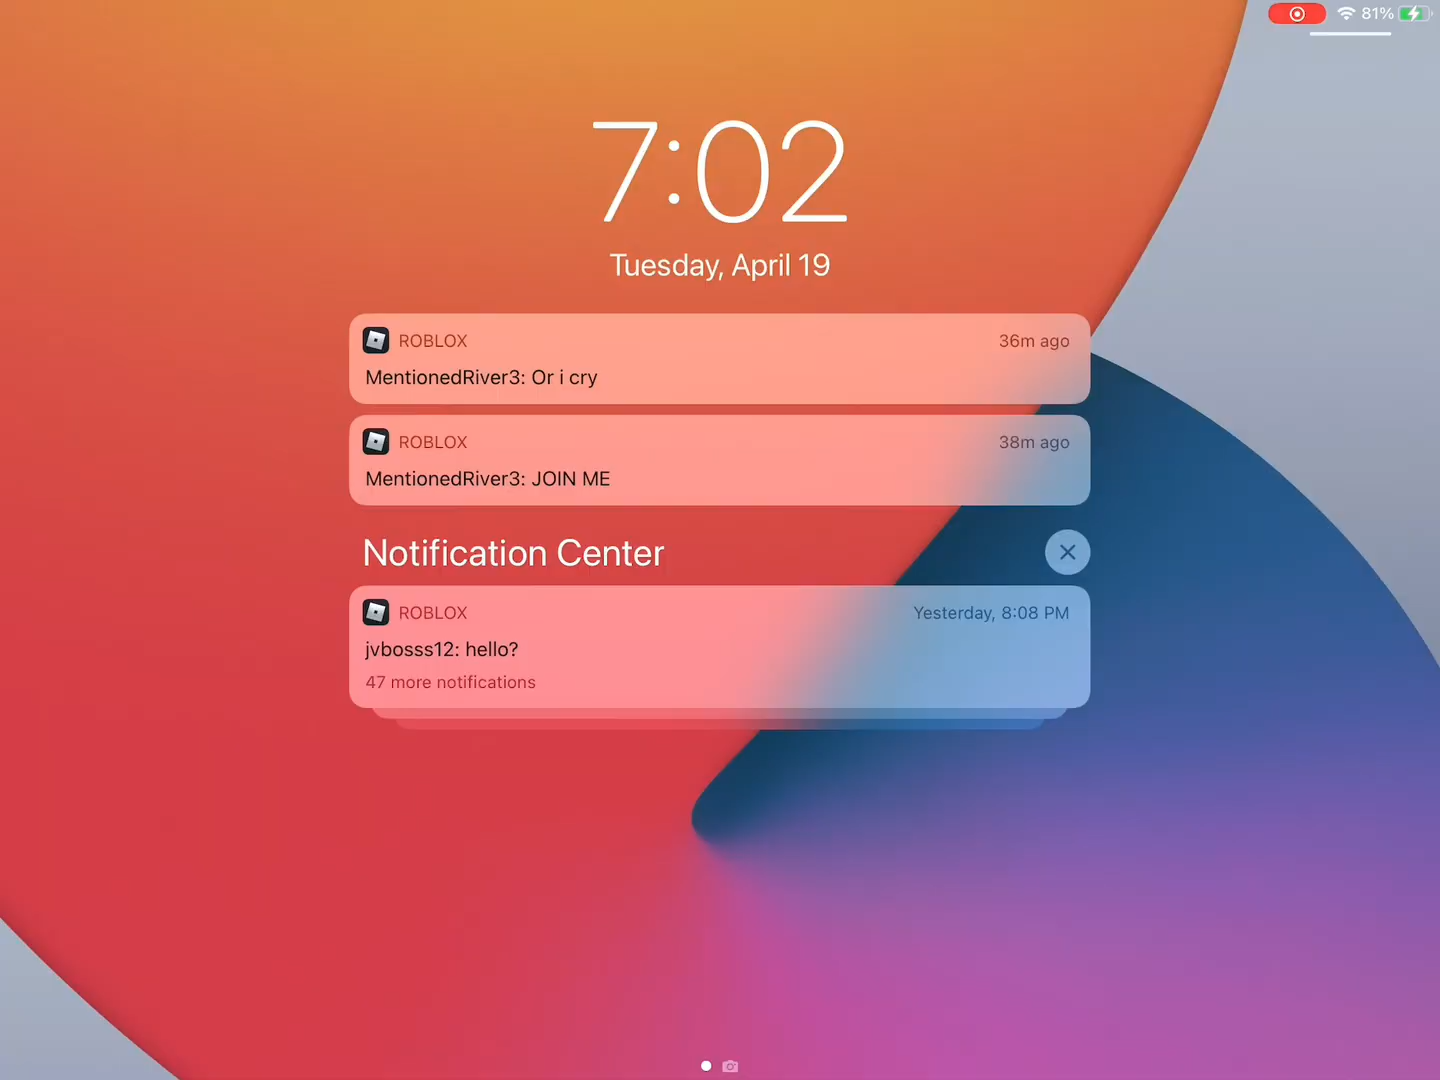 81%
7:02
Tuesday, April 19
ROBLOX 36m ago
MentionedRiver3: Or i cry
ROBLOX 38m ago
MentionedRiver3: JOIN ME
Notification Center
ROBLOX Yesterday, 8:08 PM
jvbosss12: hello?
47 more notifications